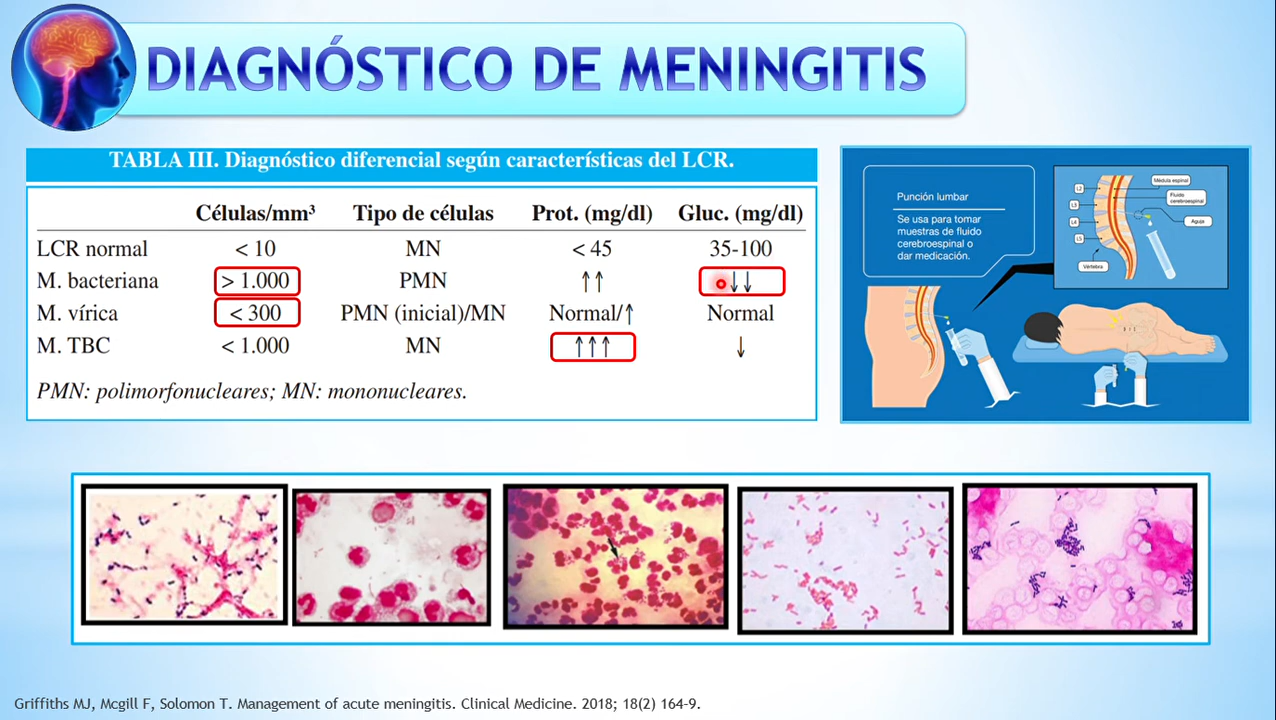 DIAGNÓSTICO DE MENINGITIS
TABLA III. Diagnóstico diferencial según características del LCR.
Células/mm³ Tipo de células Prot. (mg/dl) Gluc. (mg/dl)
LCR normal < 10 MN < 45 35-100
M. bacteriana > 1.000 PMN ↑↑ ↓↓
M. vírica < 300 PMN (inicial)/MN Normal/↑ Normal
M. TBC < 1.000 MN ↑↑↑ ↓
PMN: polimorfonucleares; MN: mononucleares.
Punción lumbar
Se usa para tomar
muestras de fluido
cerebroespinal o
dar medicación.
L2
L3
L4
L5
Vértebra
Médula espinal
Fluido
cerebroespinal
Aguja
Griffiths MJ, Mcgill F, Solomon T. Management of acute meningitis. Clinical Medicine. 2018; 18(2) 164-9.